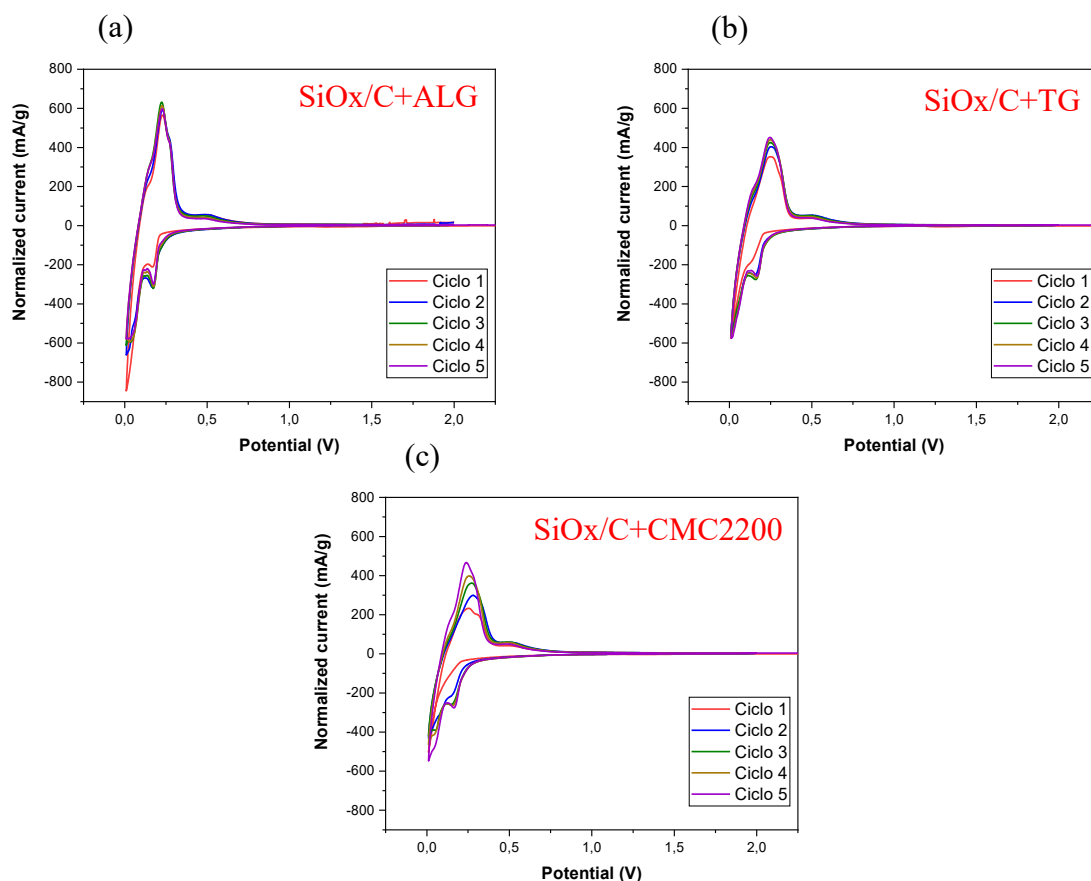 (a)
SiOx/C+ALG
800
600
400
200
0
-200
-400
-600
-800
Normalized current (mA/g)
0,0 0,5 1,0 1,5 2,0
Potential (V)
Ciclo 1
Ciclo 2
Ciclo 3
Ciclo 4
Ciclo 5
(b)
SiOx/C+TG
800
600
400
200
0
-200
-400
-600
-800
Normalized current (mA/g)
0,0 0,5 1,0 1,5 2,0
Potential (V)
Ciclo 1
Ciclo 2
Ciclo 3
Ciclo 4
Ciclo 5
(c)
SiOx/C+CMC2200
800
600
400
200
0
-200
-400
-600
-800
Normalized current (mA/g)
0,0 0,5 1,0 1,5 2,0
Potential (V)
Ciclo 1
Ciclo 2
Ciclo 3
Ciclo 4
Ciclo 5